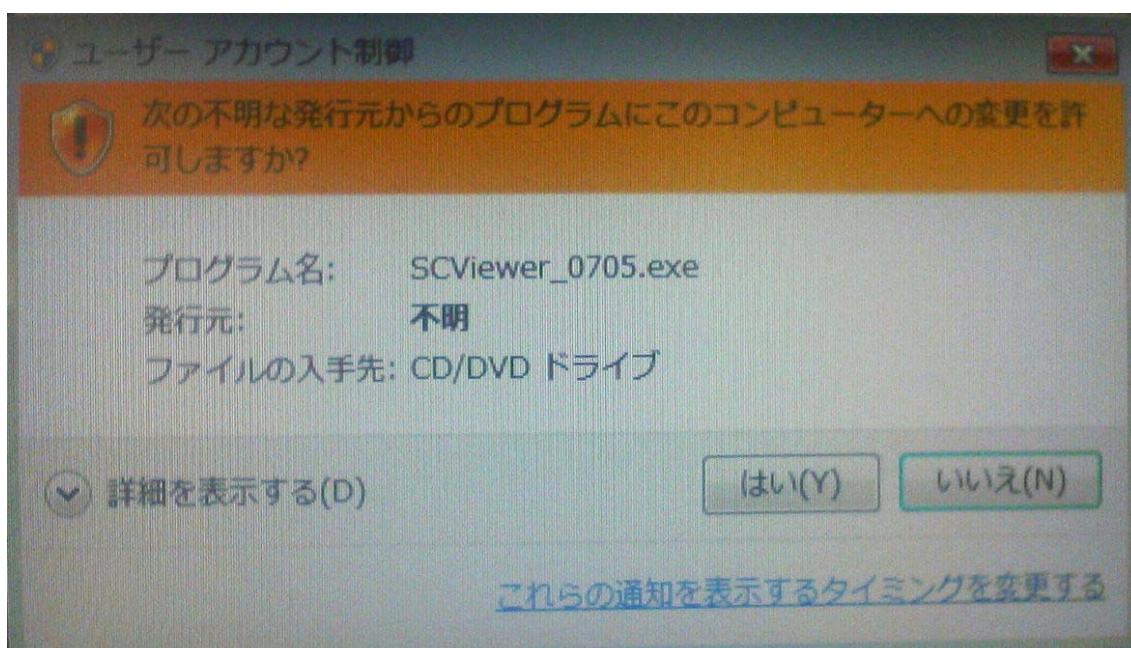 ユーザー アカウント制御
次の不明な発行元からのプログラムにこのコンピューターへの変更を許
可しますか?
プログラム名: SCViewer_0705.exe
発行元: 不明
ファイルの入手先: CD/DVD ドライブ
詳細を表示する(D) はい(Y) いいえ(N)
これらの通知を表示するタイミングを変更する